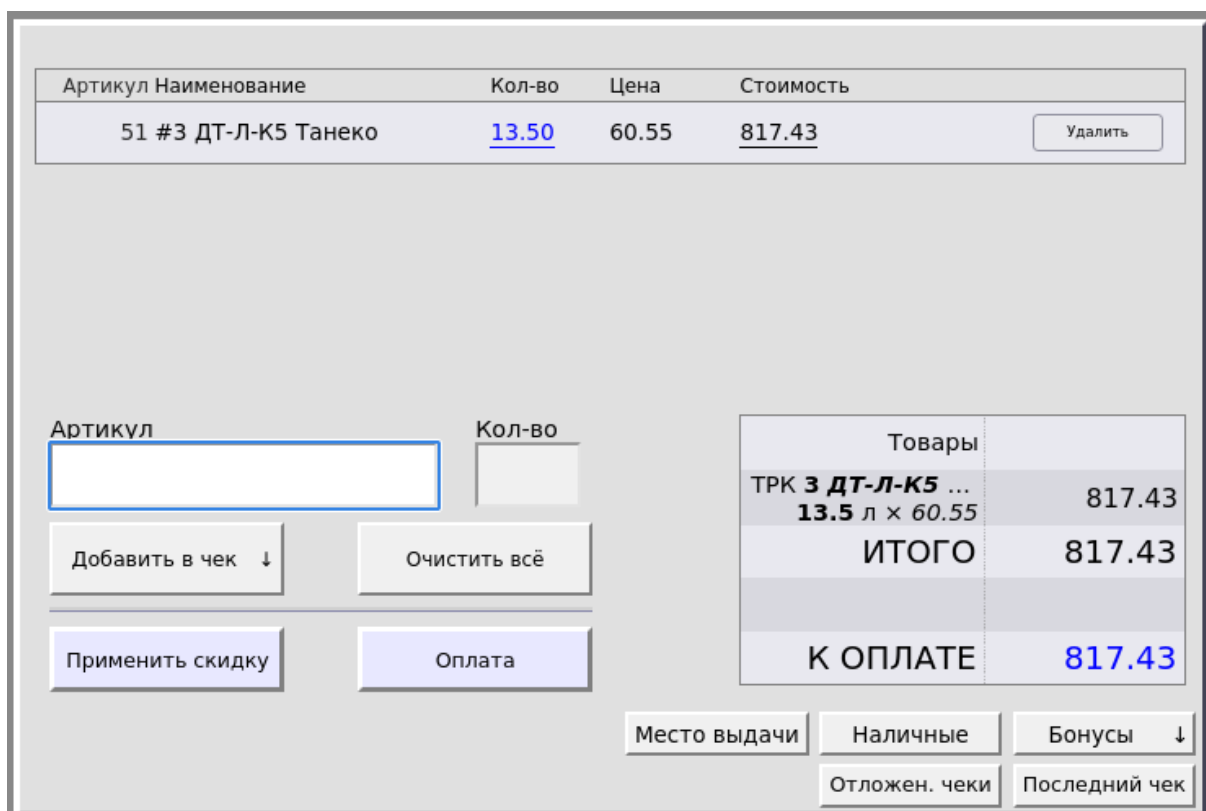 Артикул Наименование Кол-во Цена Стоимость
51 #3 ДТ-Л-К5 Танеко 13.50 60.55 817.43 Удалить
Артикул Кол-во
Добавить в чек ↓ Очистить всё
Применить скидку Оплата
Товары
ТРК 3 ДТ-Л-К5 ... 817.43
13.5 л × 60.55
ИТОГО 817.43
К ОПЛАТЕ 817.43
Место выдачи Наличные Бонусы ↓
Отложен. чеки Последний чек